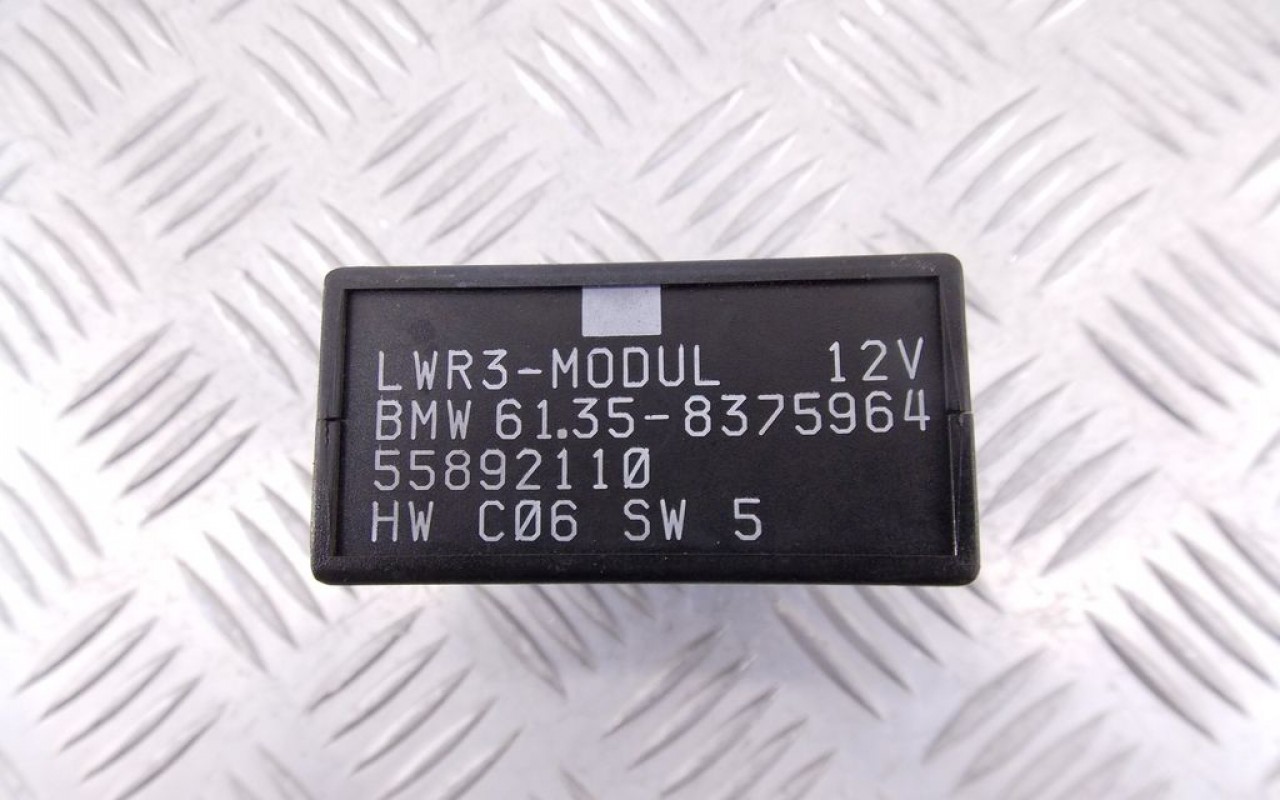 LWR3-MODUL 12V
BMW 61.35-8375964
55892110
HW C06 SW 5